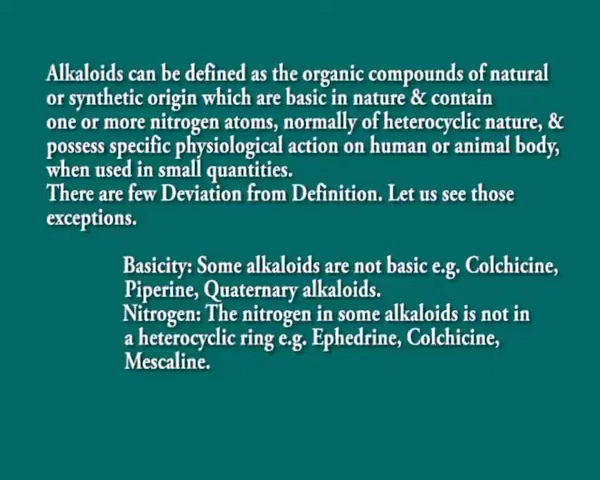 Alkaloids can be defined as the organic compounds of natural
or synthetic origin which are basic in nature & contain
one or more nitrogen atoms, normally of heterocyclic nature, &
possess specific physiological action on human or animal body,
when used in small quantities.
There are few Deviation from Definition. Let us see those
exceptions.
Basicity: Some alkaloids are not basic e.g. Colchicine,
Piperine, Quaternary alkaloids.
Nitrogen: The nitrogen in some alkaloids is not in
a heterocyclic ring e.g. Ephedrine, Colchicine,
Mescaline.